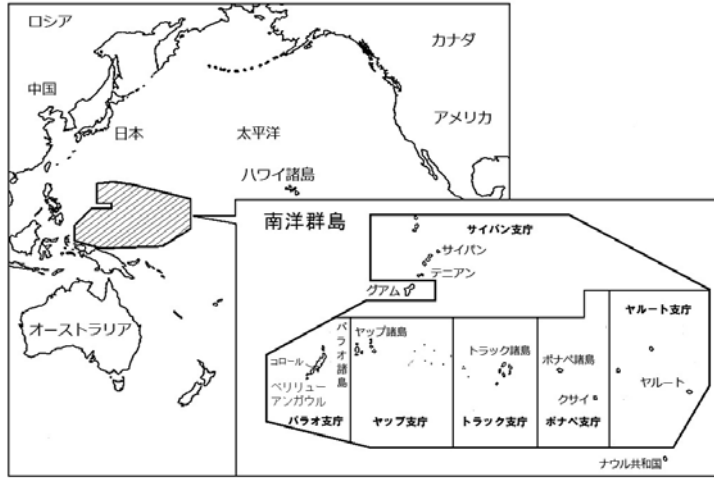 ロシア
カナダ
中国
アメリカ
日本
太平洋
ハワイ諸島
オーストラリア
南洋群島
サイパン支庁
サイパン
テニアン
グアム
ヤルート支庁
パラオ諸島
ヤップ諸島
トラック諸島
ポナペ諸島
コロール
ペリリュー
アンガウル
ヤルート
クサイ
パラオ支庁
ヤップ支庁
トラック支庁
ポナペ支庁
ナウル共和国